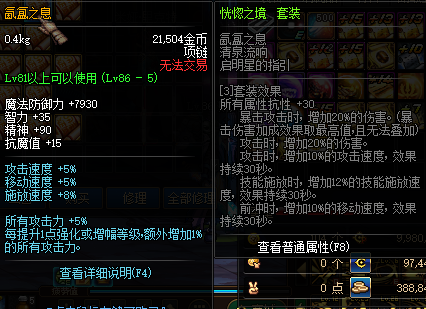 氤氲之息
0.4kg 21,504金币
项链
无法交易
Lv81以上可以使用 (Lv86 - 5)
魔法防御力 +7930
智力 +35
精神 +90
抗魔值 +15
攻击速度 +5%
移动速度 +5%
施放速度 +8%
所有攻击力 +5%
每提升1点强化或增幅等级,额外增加1%
的所有攻击力。
查看详细说明(F4)
恍惚之境 套装
氤氲之息
清泉流响
启明星的指引
[3]套装效果
所有属性抗性 +30
暴击攻击时,增加20%的伤害。(暴
击伤害加成效果取最高值,且无法叠加)
攻击时,增加20%的伤害。
攻击时,增加10%的攻击速度,效果
持续30秒。
技能施放时,增加12%的技能施放速
度,效果持续30秒。
前冲时,增加10%的移动速度,效果
持续30秒。
查看普通属性(F8)
修理
全部修理
0 个 97,44
0 点 388,84